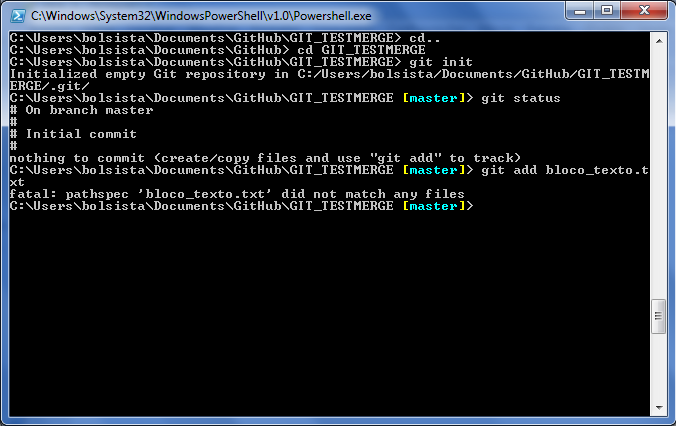 C:\Windows\System32\WindowsPowerShell\v1.0\Powershell.exe
C:\Users\bolsista\Documents\GitHub\GIT_TESTMERGE> cd..
C:\Users\bolsista\Documents\GitHub> cd GIT_TESTMERGE
C:\Users\bolsista\Documents\GitHub\GIT_TESTMERGE> git init
Initialized empty Git repository in C:/Users/bolsista/Documents/GitHub/GIT_TESTM
ERGE/.git/
C:\Users\bolsista\Documents\GitHub\GIT_TESTMERGE [master]> git status
# On branch master
#
# Initial commit
#
nothing to commit (create/copy files and use "git add" to track)
C:\Users\bolsista\Documents\GitHub\GIT_TESTMERGE [master]> git add bloco_texto.t
xt
fatal: pathspec 'bloco_texto.txt' did not match any files
C:\Users\bolsista\Documents\GitHub\GIT_TESTMERGE [master]>